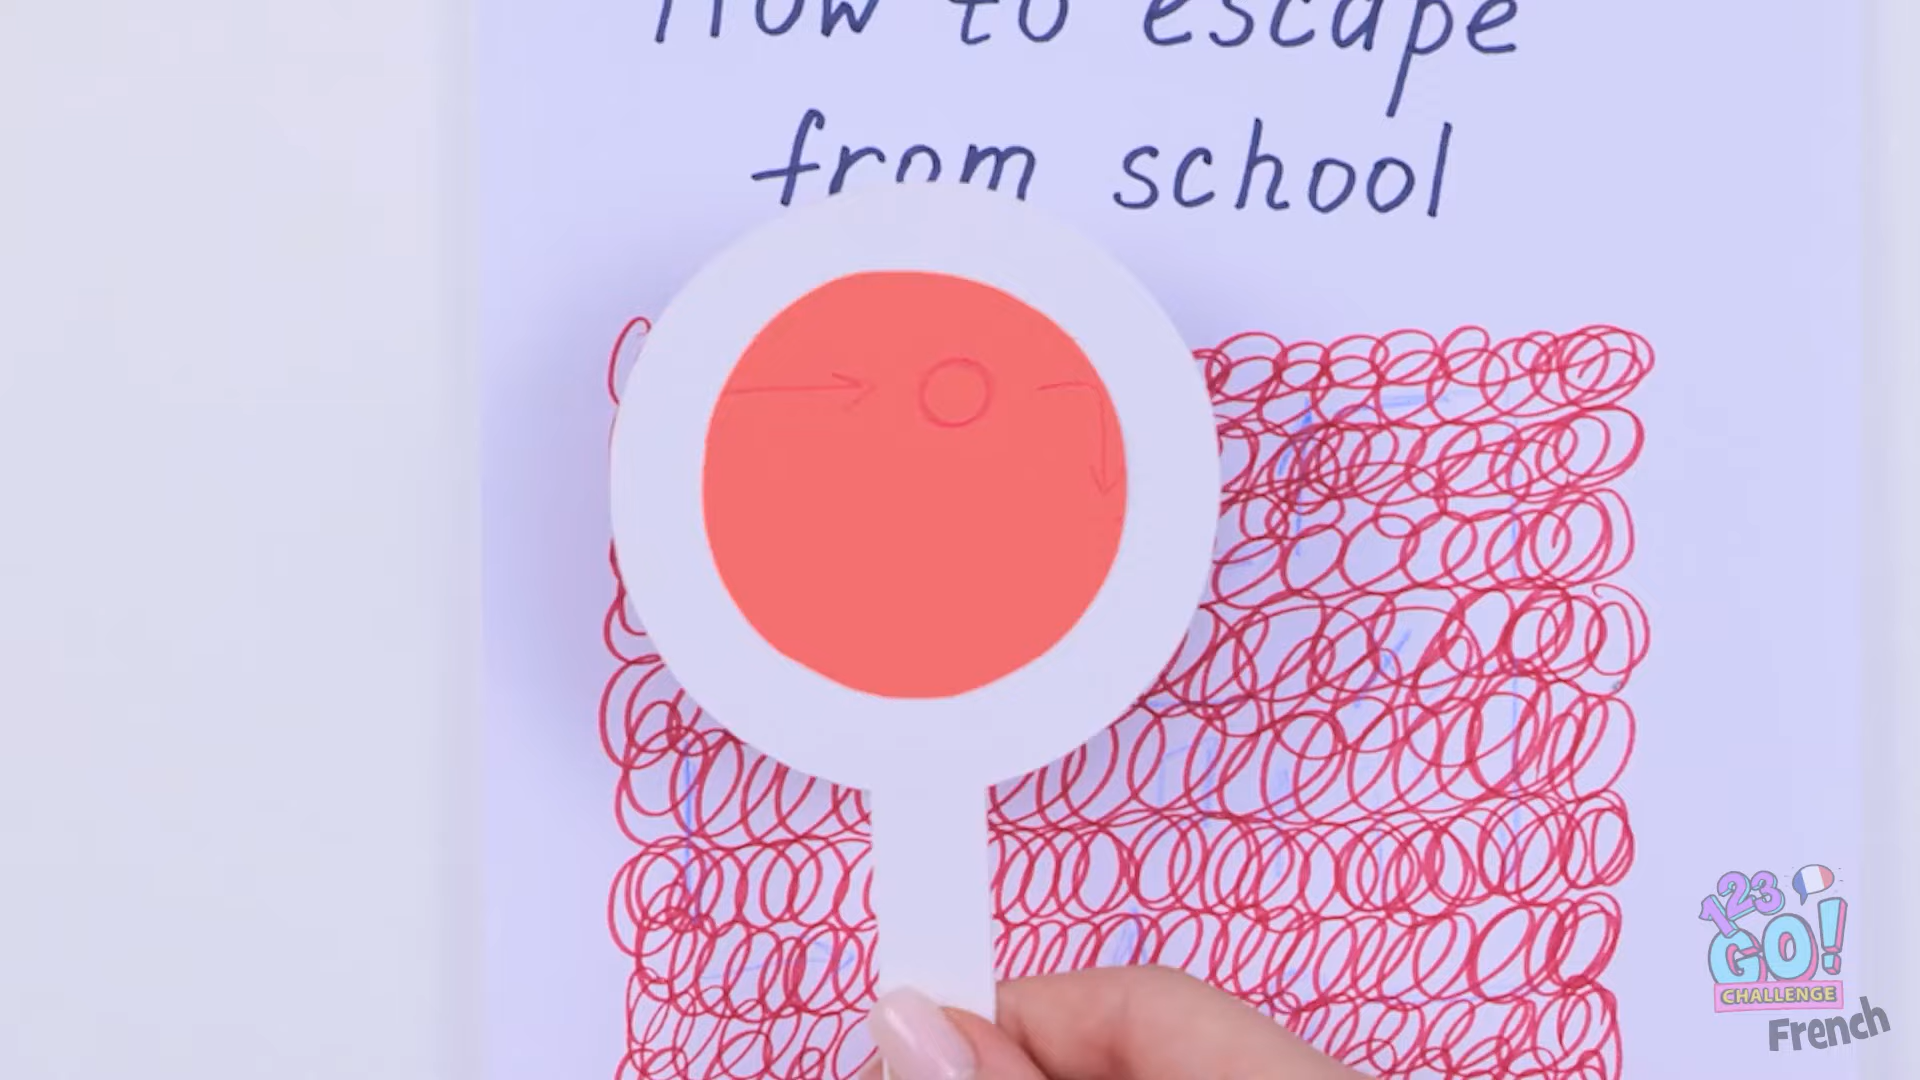 How to escape
from school
123
GO!
CHALLENGE
French